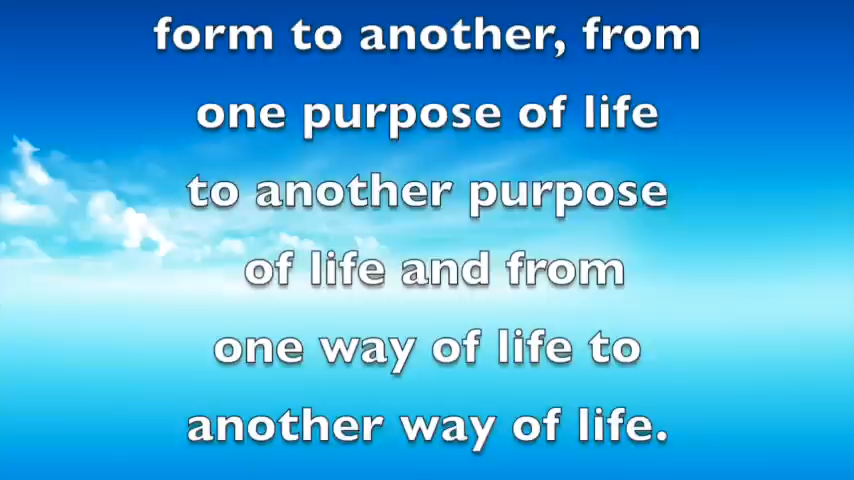 form to another, from
one purpose of life
to another purpose
of life and from
one way of life to
another way of life.